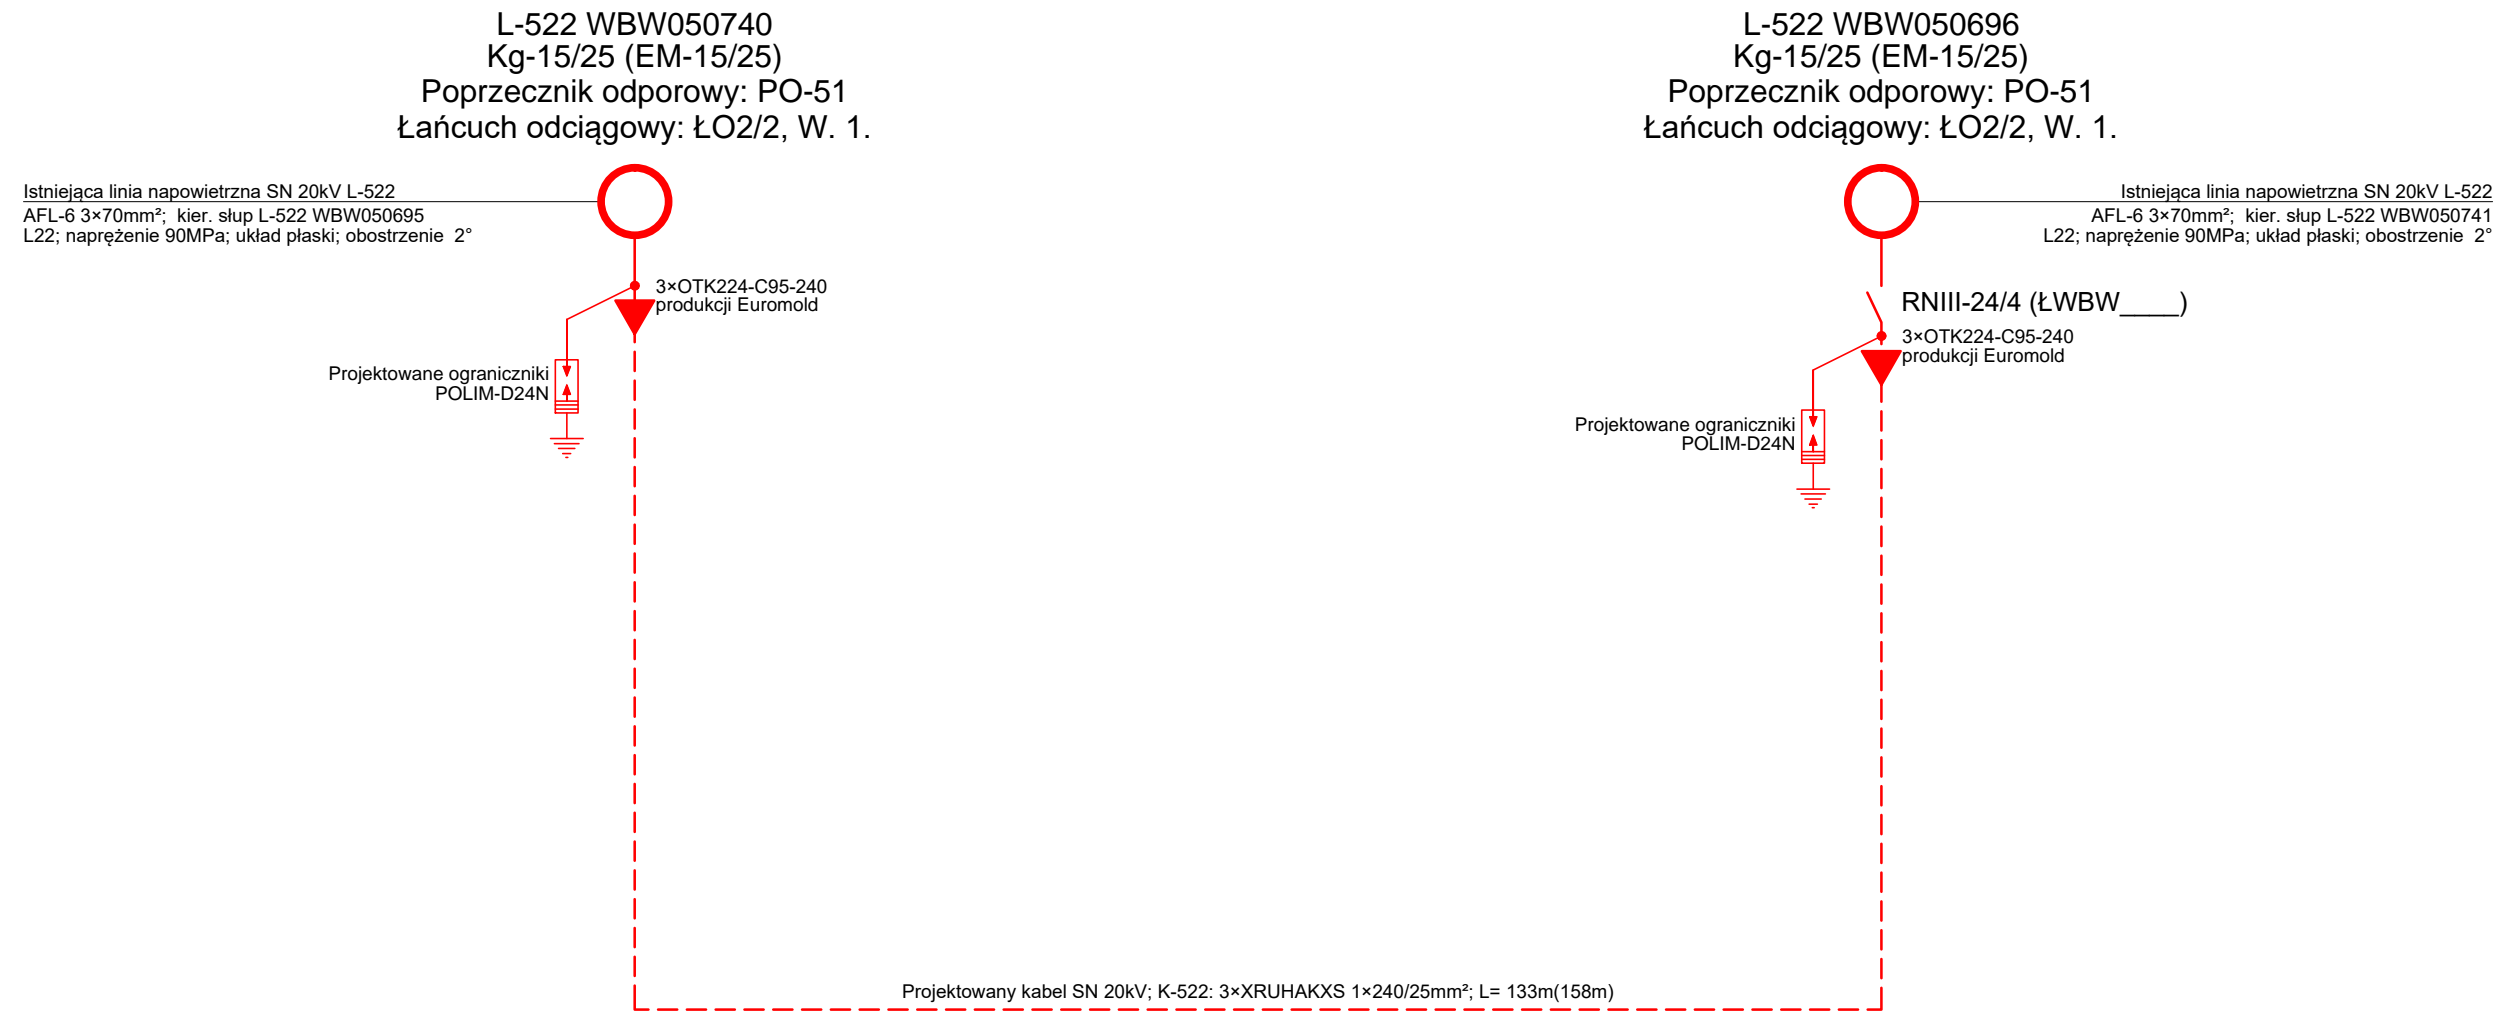 L-522 WBW050740
Kg-15/25 (EM-15/25)
Poprzecznik odporowy: PO-51
Łańcuch odciągowy: ŁO2/2, W. 1.
Istniejąca linia napowietrzna SN 20kV L-522
AFL-6 3×70mm²; kier. słup L-522 WBW050695
L22; naprężenie 90MPa; układ płaski; obostrzenie 2°
3×OTK224-C95-240
produkcji Euromold
Projektowane ograniczniki
POLIM-D24N
L-522 WBW050696
Kg-15/25 (EM-15/25)
Poprzecznik odporowy: PO-51
Łańcuch odciągowy: ŁO2/2, W. 1.
Istniejąca linia napowietrzna SN 20kV L-522
AFL-6 3×70mm²; kier. słup L-522 WBW050741
L22; naprężenie 90MPa; układ płaski; obostrzenie 2°
RNIII-24/4 (ŁWBW____)
3×OTK224-C95-240
produkcji Euromold
Projektowane ograniczniki
POLIM-D24N
Projektowany kabel SN 20kV; K-522: 3×XRUHAKXS 1×240/25mm²; L= 133m(158m)